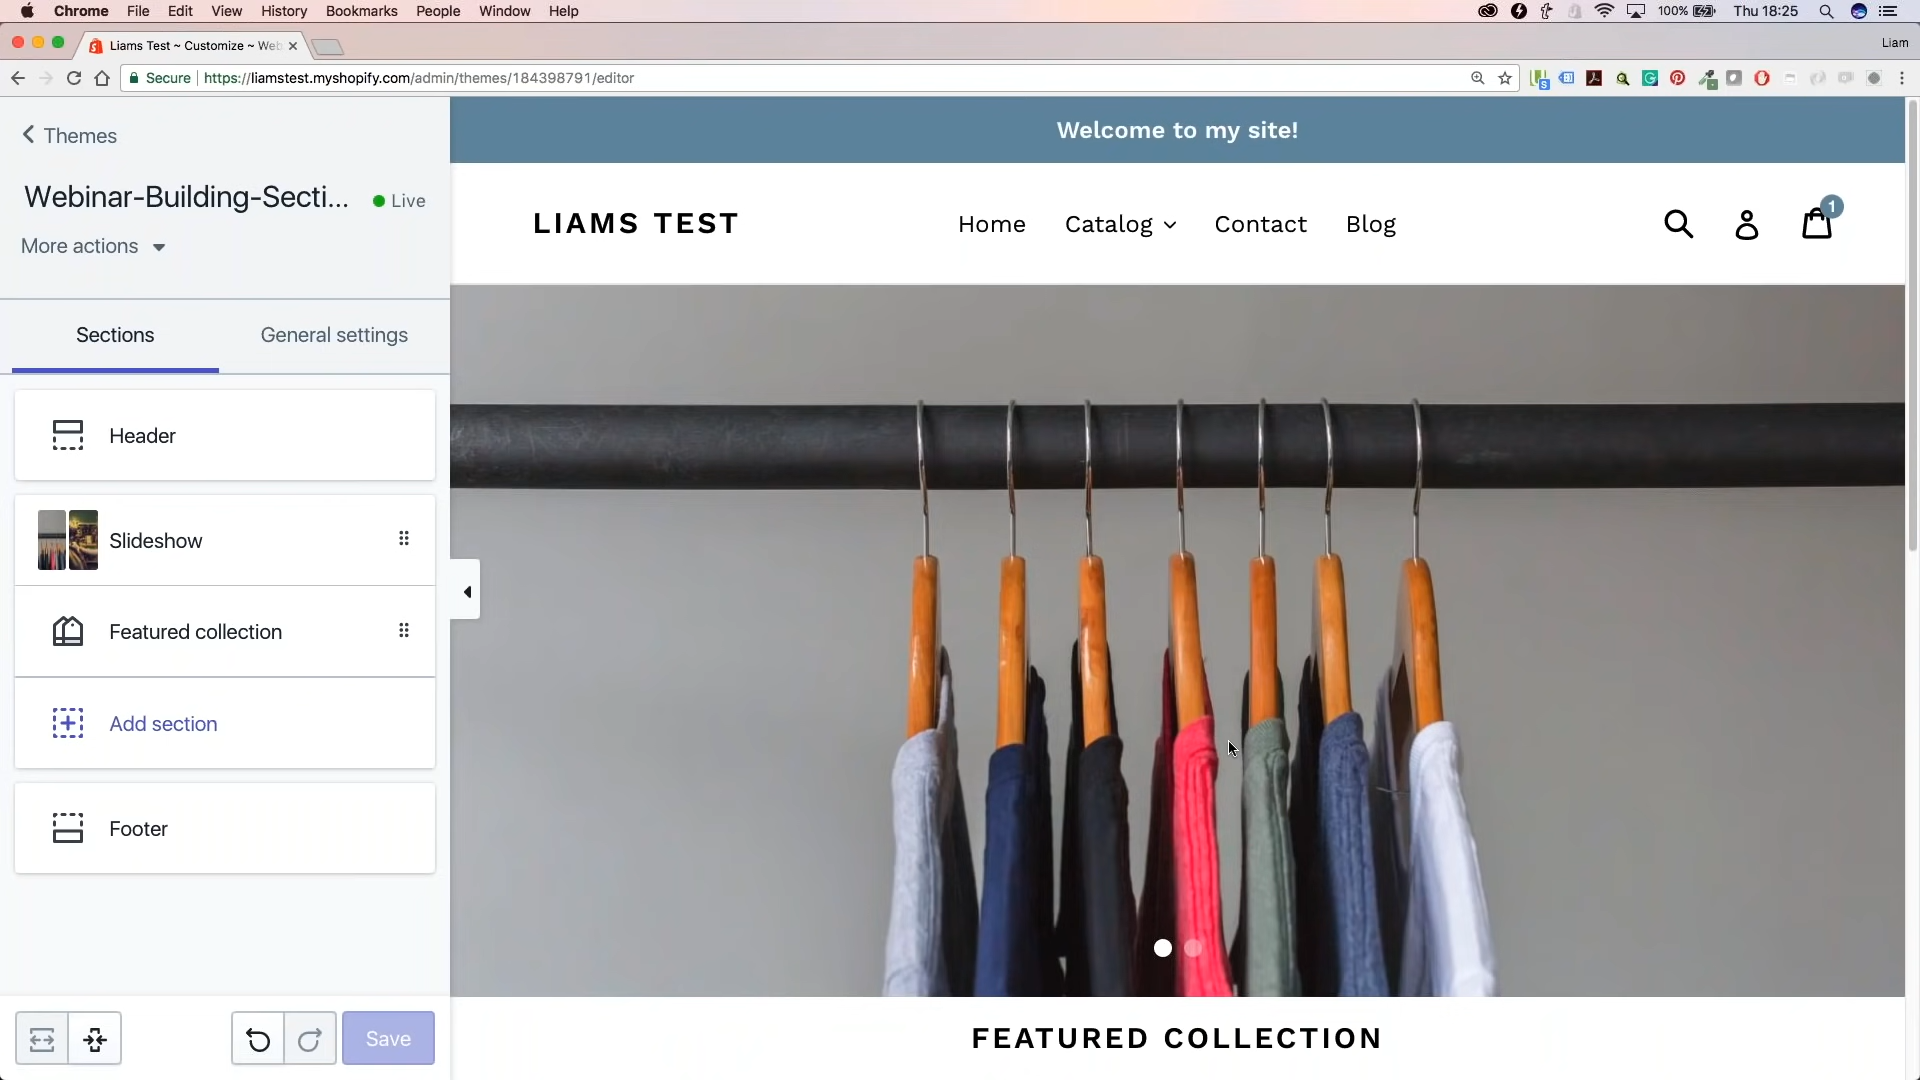 Chrome File Edit View History Bookmarks People Window Help 100% Thu 18:25
Liams Test ~ Customize ~ Web
Liam
Secure https://liamstest.myshopify.com/admin/themes/184398791/editor
Themes
Webinar-Building-Secti... Live
More actions
Sections General settings
Header
Slideshow
Featured collection
Add section
Footer
Save
Welcome to my site!
LIAMS TEST Home Catalog Contact Blog 1
FEATURED COLLECTION